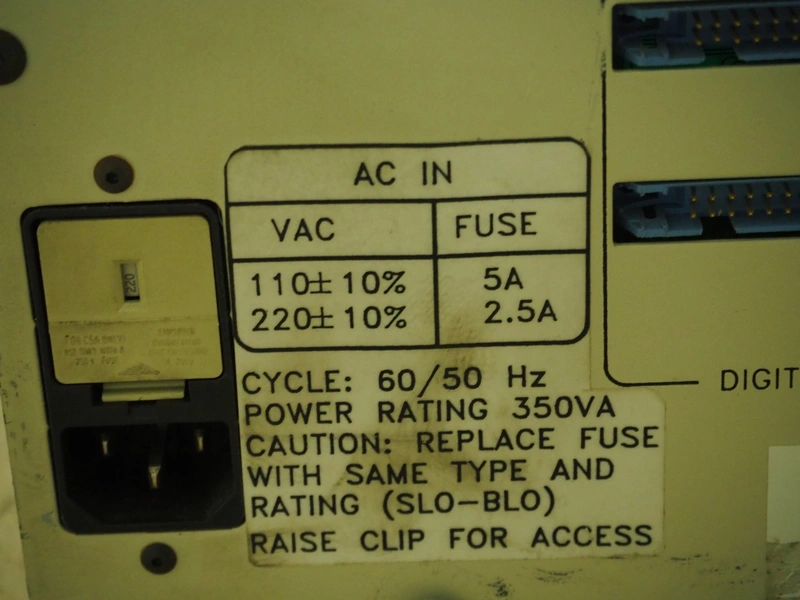 AC IN
VAC FUSE
110±10% 5A
220±10% 2.5A
220
CYCLE: 60/50 Hz
POWER RATING 350VA
CAUTION: REPLACE FUSE
WITH SAME TYPE AND
RATING (SLO-BLO)
RAISE CLIP FOR ACCESS
DIGIT